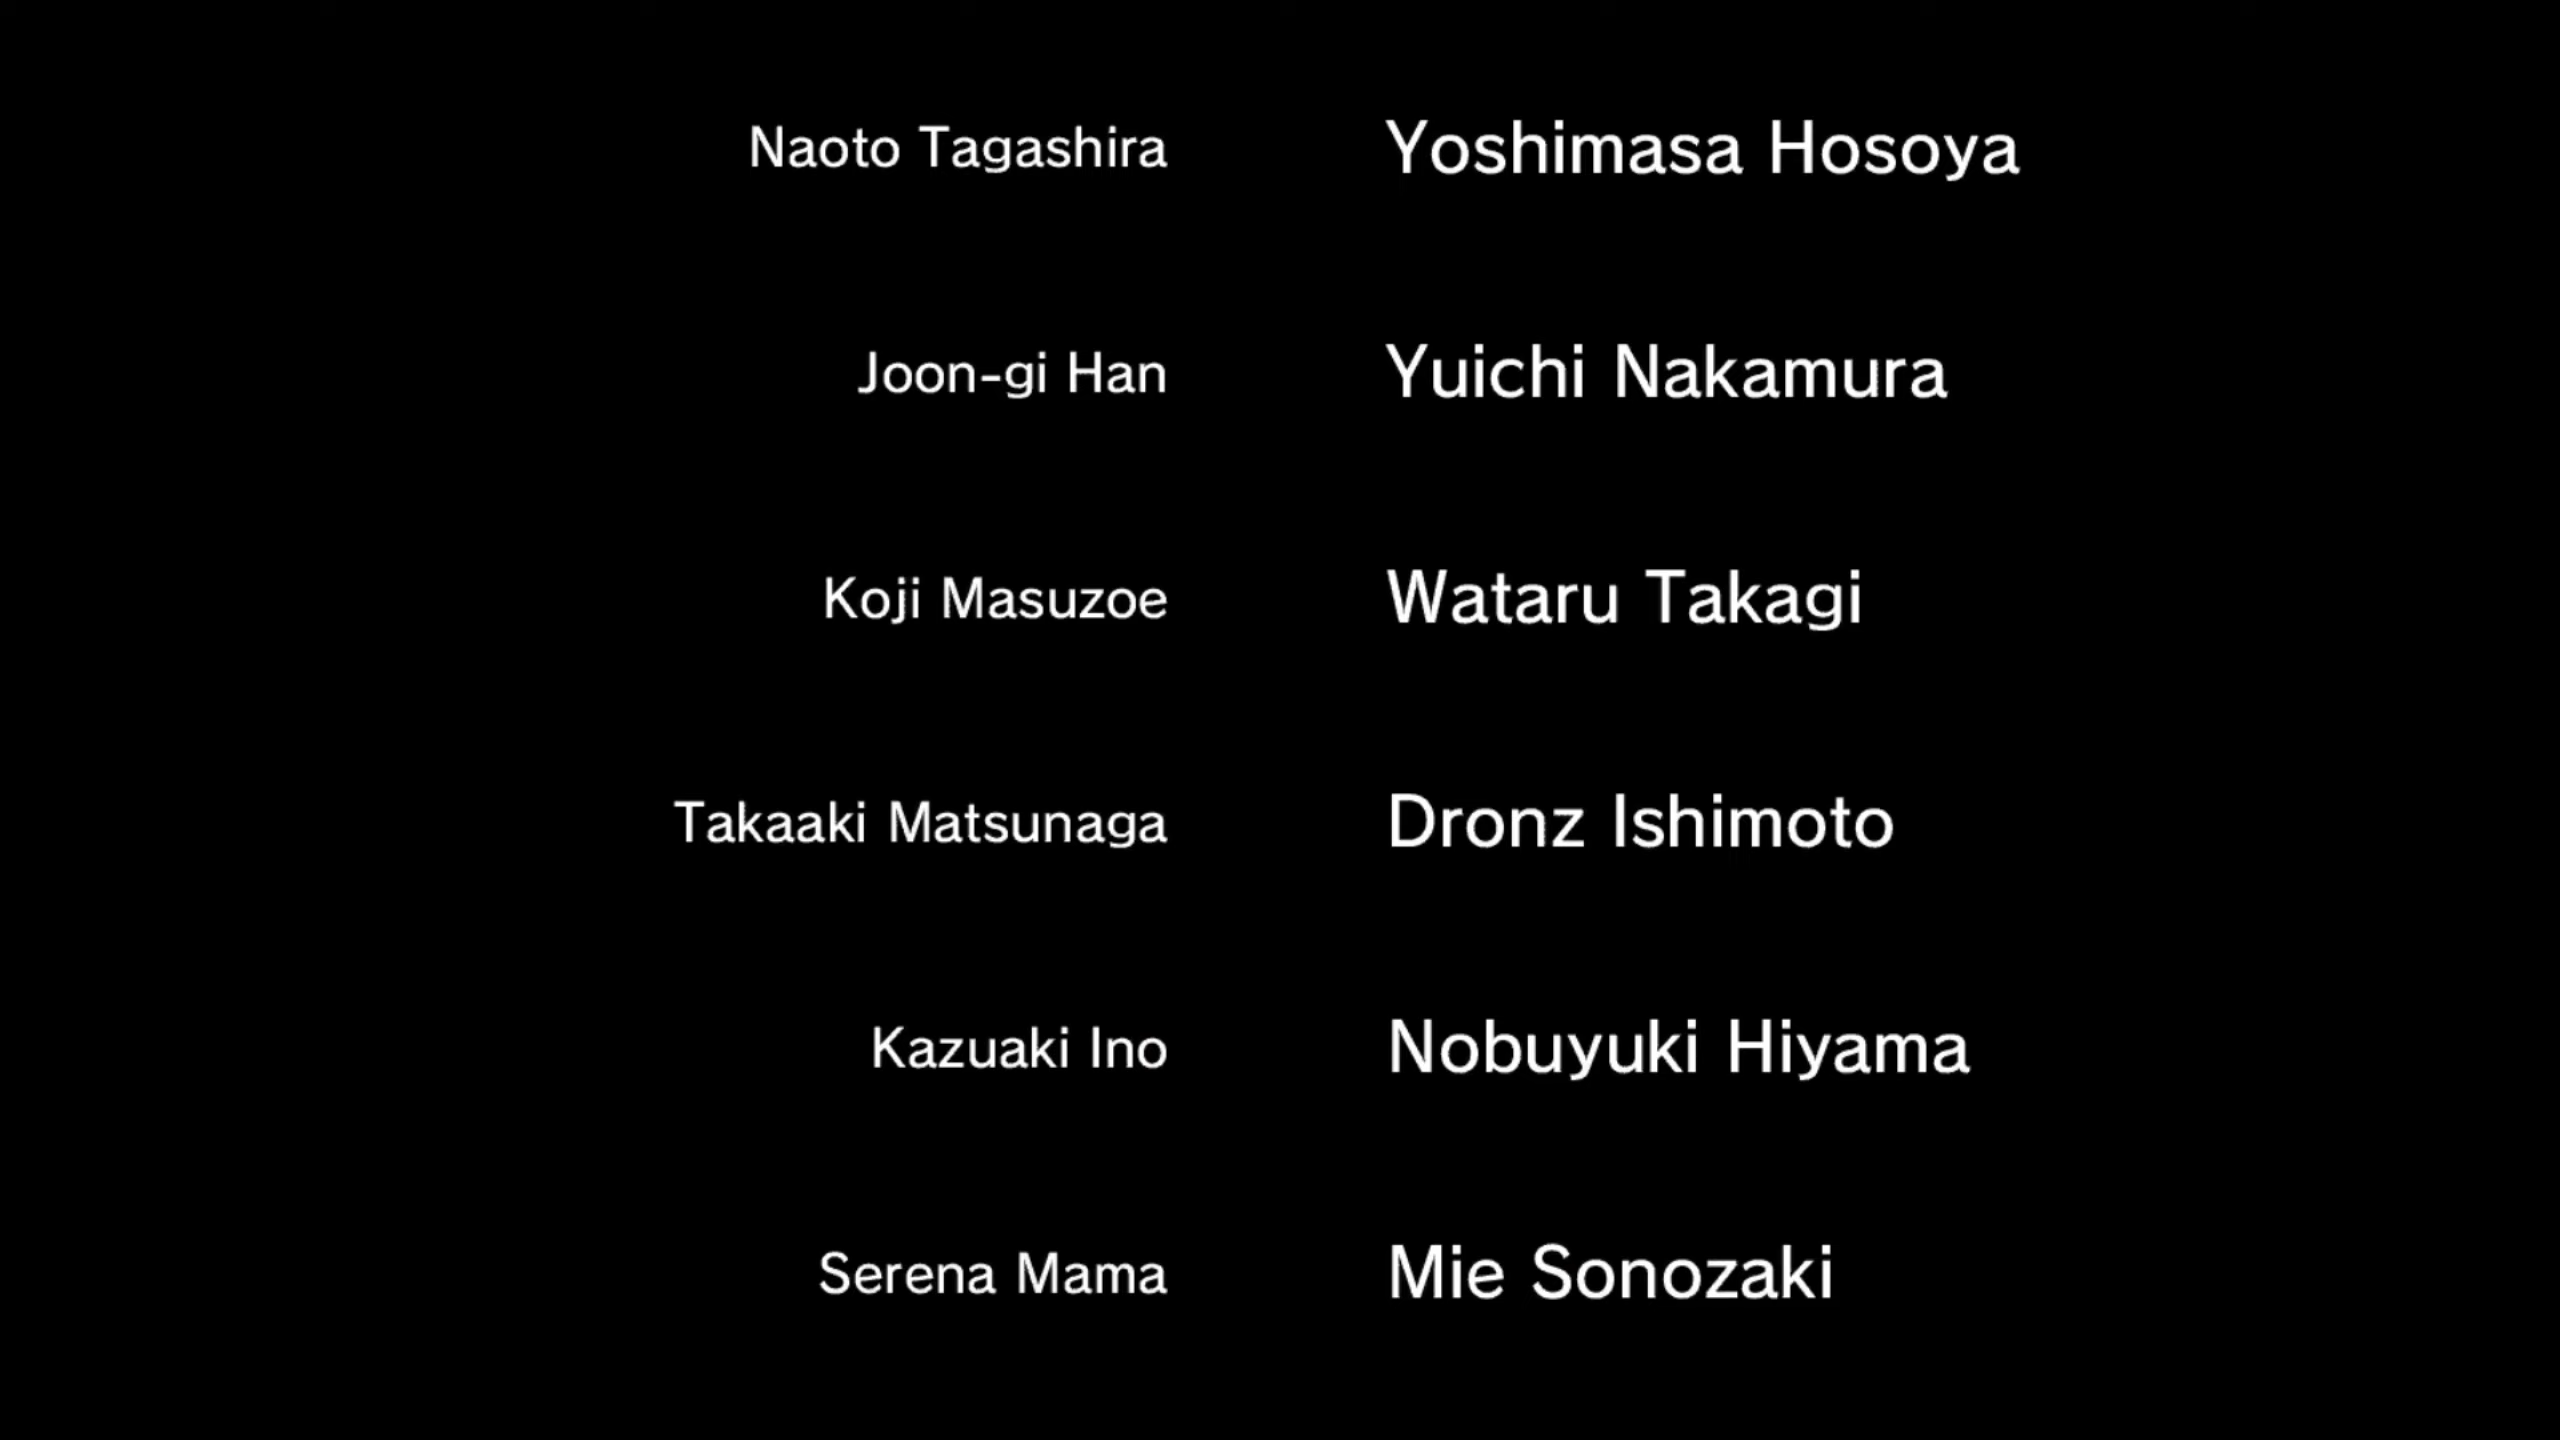 Naoto Tagashira Yoshimasa Hosoya
Joon-gi Han Yuichi Nakamura
Koji Masuzoe Wataru Takagi
Takaaki Matsunaga Dronz Ishimoto
Kazuaki Ino Nobuyuki Hiyama
Serena Mama Mie Sonozaki